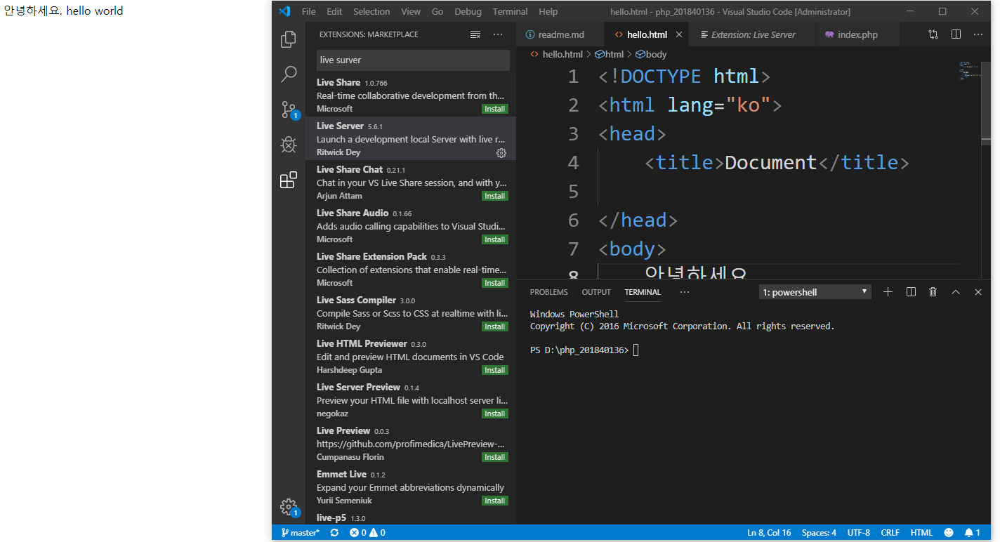 안녕하세요. hello world
File Edit Selection View Go Debug Terminal Help hello.html - php_201840136 - Visual Studio Code [Administrator]
EXTENSIONS: MARKETPLACE
live surver
Live Share 1.0.766
Real-time collaborative development from th...
Microsoft Install
Live Server 5.6.1
Launch a development local Server with live r...
Ritwick Dey
Live Share Chat 0.21.1
Chat in your VS Live Share session, and with y...
Arjun Attam Install
Live Share Audio 0.1.66
Adds audio calling capabilities to Visual Studi...
Microsoft Install
Live Share Extension Pack 0.3.3
Collection of extensions that enable real-time...
Microsoft Install
Live Sass Compiler 3.0.0
Compile Sass or Scss to CSS at realtime with li...
Ritwick Dey Install
Live HTML Previewer 0.3.0
Edit and preview HTML documents in VS Code
Harshdeep Gupta Install
Live Server Preview 0.1.4
Preview your HTML file with localhost server li...
negokaz Install
Live Preview 0.0.3
https://github.com/profimedica/LivePreview-...
Cumpanasu Florin Install
Emmet Live 0.1.2
Expand your Emmet abbreviations dynamically
Yurii Semeniuk Install
live-p5 1.3.0
readme.md hello.html Extension: Live Server index.php
hello.html > html > body
1 <!DOCTYPE html>
2 <html lang="ko">
3 <head>
4 <title>Document</title>
5
6 </head>
7 <body>
8 안녕하세요
PROBLEMS OUTPUT TERMINAL ... 1: powershell
Windows PowerShell
Copyright (C) 2016 Microsoft Corporation. All rights reserved.
PS D:\php_201840136>
1
1
master* 0 0 Ln 8, Col 16 Spaces: 4 UTF-8 CRLF HTML 1